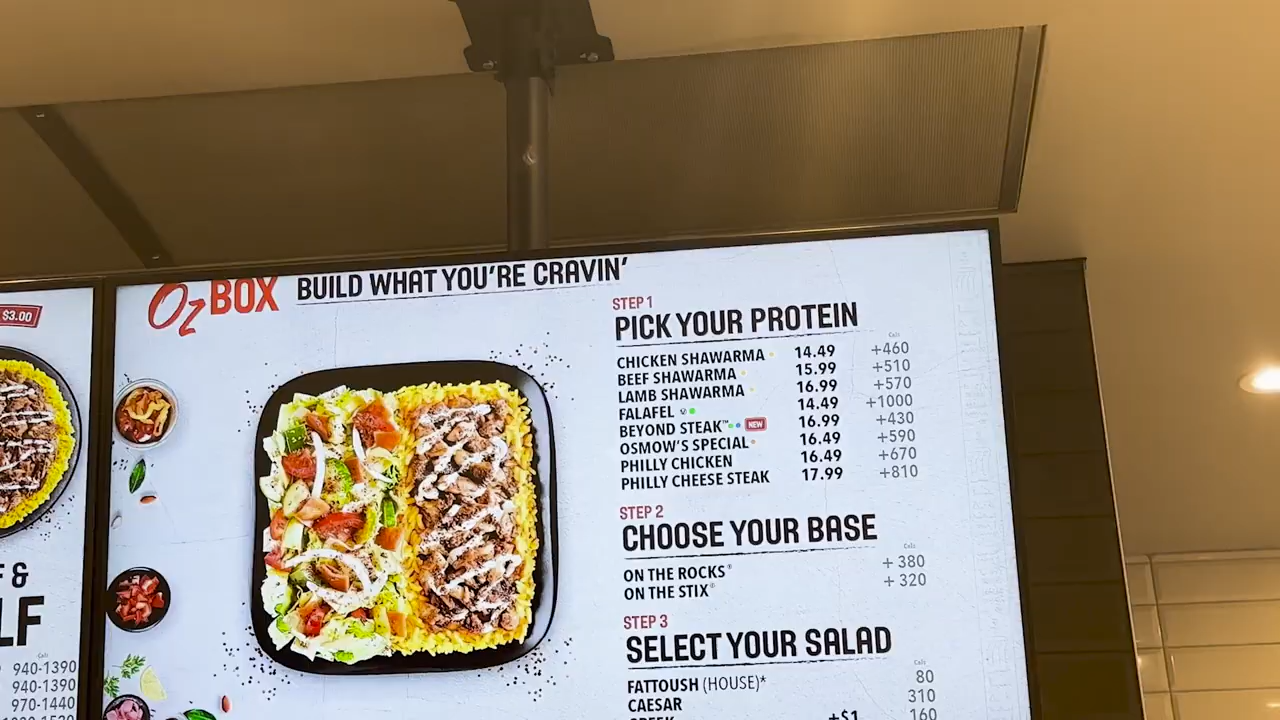 $3.00
F &
LF
Cals
940-1390
940-1390
970-1440
Oz BOX BUILD WHAT YOU'RE CRAVIN'
STEP 1
PICK YOUR PROTEIN
Cals
CHICKEN SHAWARMA 14.49 +460
BEEF SHAWARMA 15.99 +510
LAMB SHAWARMA 16.99 +570
FALAFEL 14.49 +1000
BEYOND STEAK™ NEW 16.99 +430
OSMOW'S SPECIAL 16.49 +590
PHILLY CHICKEN 16.49 +670
PHILLY CHEESE STEAK 17.99 +810
STEP 2
CHOOSE YOUR BASE
Cals
ON THE ROCKS® + 380
ON THE STIX® + 320
STEP 3
SELECT YOUR SALAD
Cals
FATTOUSH (HOUSE)* 80
CAESAR 310
GREEK +$1 160